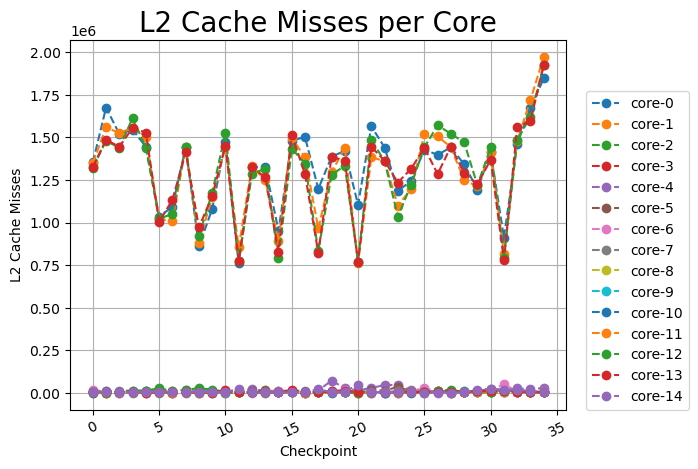 L2 Cache Misses per Core
1e6
2.00
1.75
1.50
1.25
1.00
0.75
0.50
0.25
0.00
L2 Cache Misses
0
5
10
15
20
25
30
35
Checkpoint
core-0
core-1
core-2
core-3
core-4
core-5
core-6
core-7
core-8
core-9
core-10
core-11
core-12
core-13
core-14